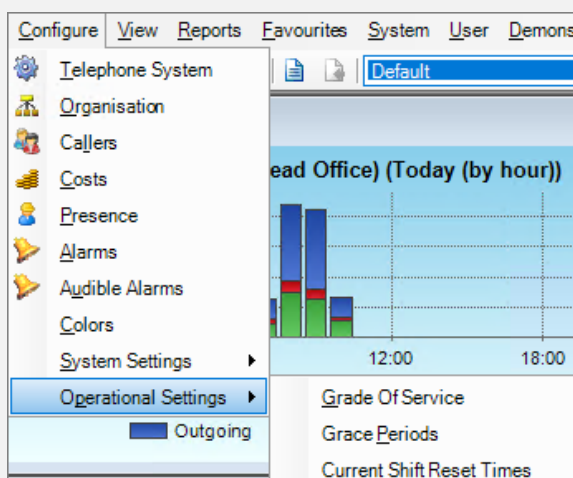 Configure View Reports Favourites System User Demons
Telephone System
Default
Organisation
Callers
Costs
ead Office) (Today (by hour))
Presence
Alarms
Audible Alarms
Colors
System Settings
12:00 18:00
Operational Settings
Grade Of Service
Outgoing
Grace Periods
Current Shift Reset Times